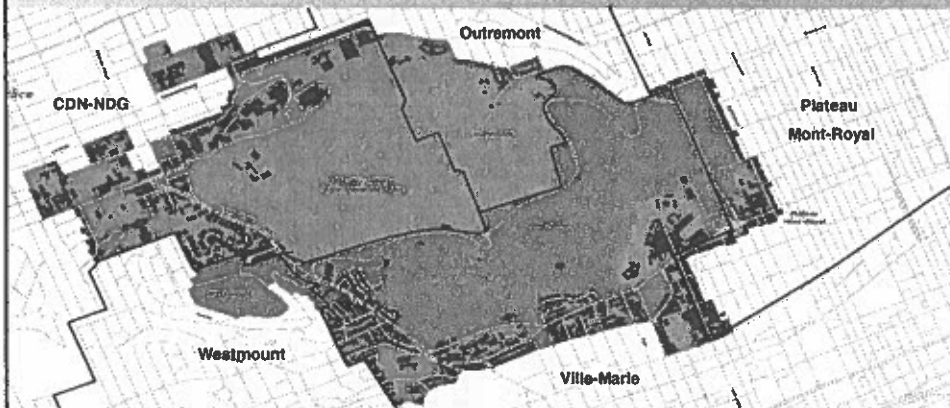 Outremont
CDN-NDG
Plateau
Mont-Royal
Westmount
Ville-Marie